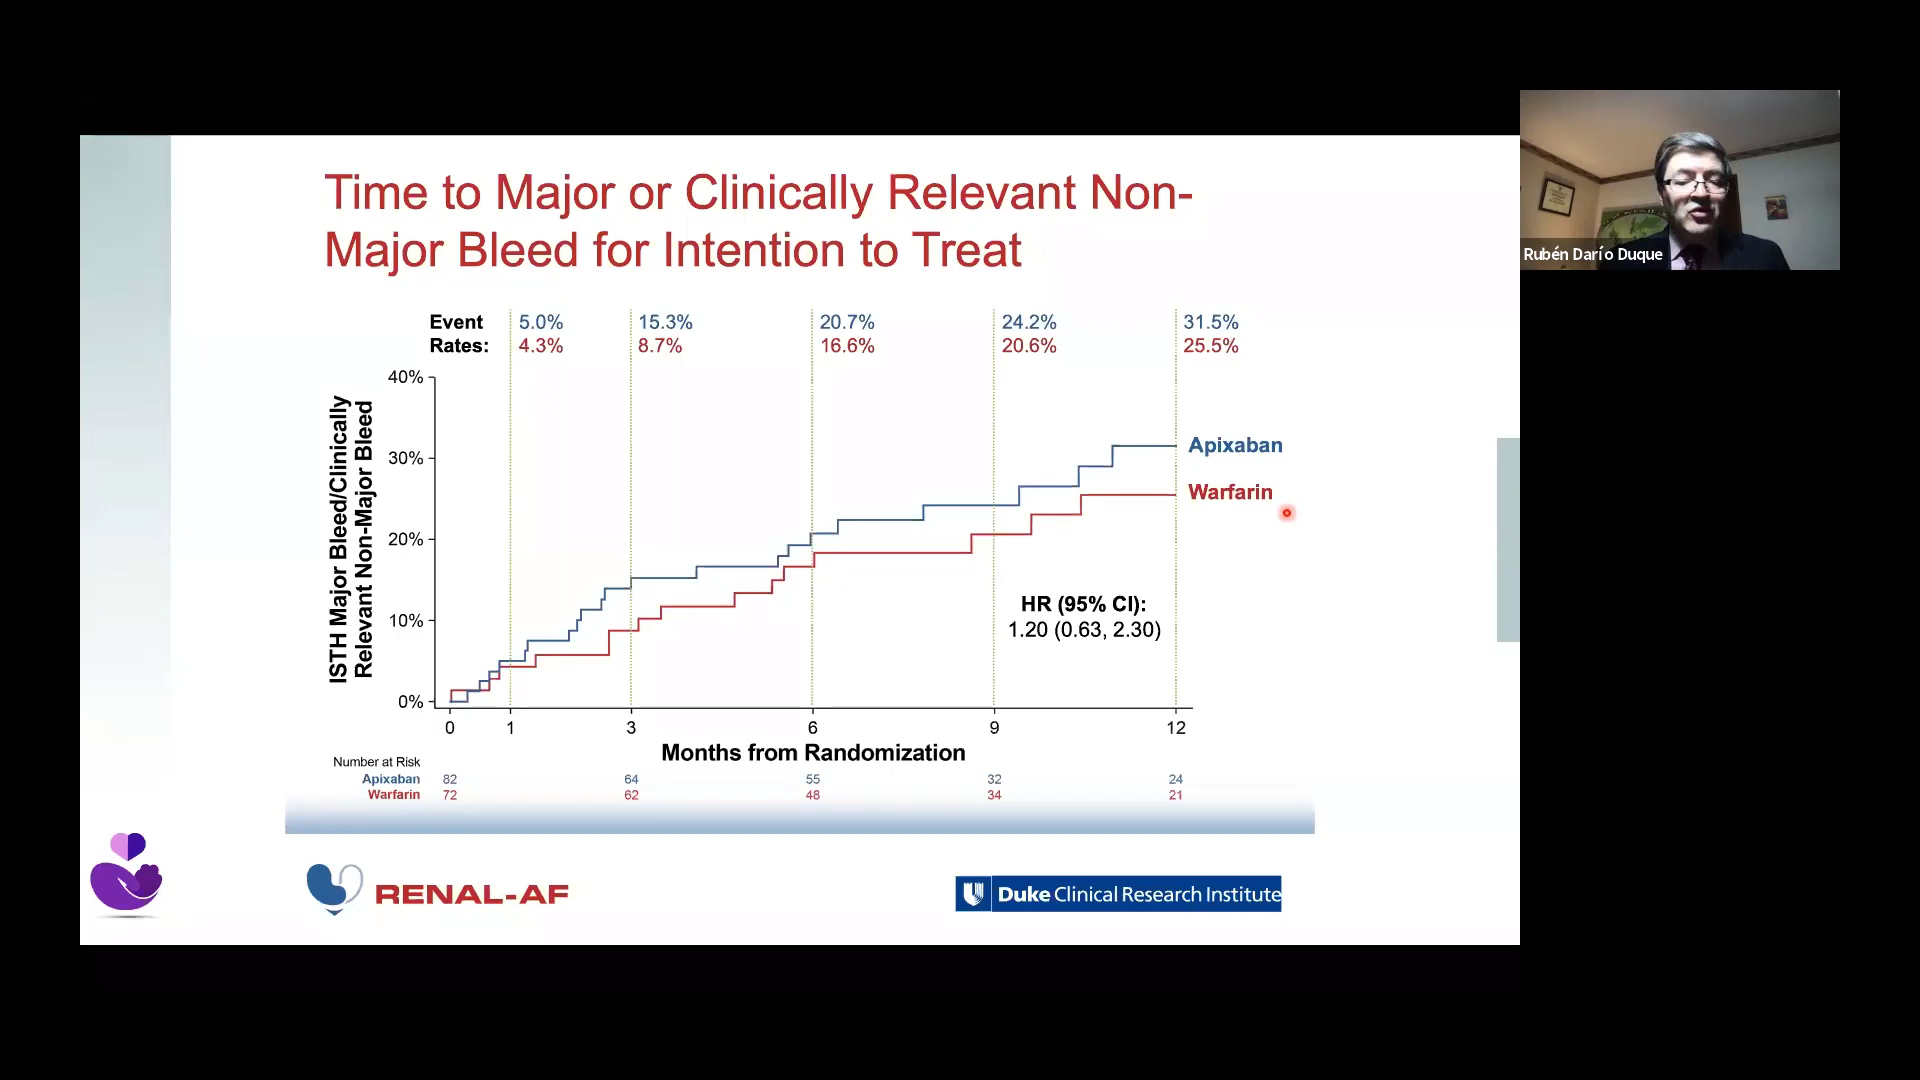 Time to Major or Clinically Relevant Non-
Major Bleed for Intention to Treat
Event 5.0% 15.3% 20.7% 24.2% 31.5%
Rates: 4.3% 8.7% 16.6% 20.6% 25.5%
ISTH Major Bleed/Clinically
Relevant Non-Major Bleed
40%
30%
20%
10%
0%
Apixaban
Warfarin
HR (95% CI):
1.20 (0.63, 2.30)
0 1 3 6 9 12
Months from Randomization
Number at Risk
Apixaban 82 64 55 32 24
Warfarin 72 62 48 34 21
RENAL-AF
Duke Clinical Research Institute
Rubén Darío Duque